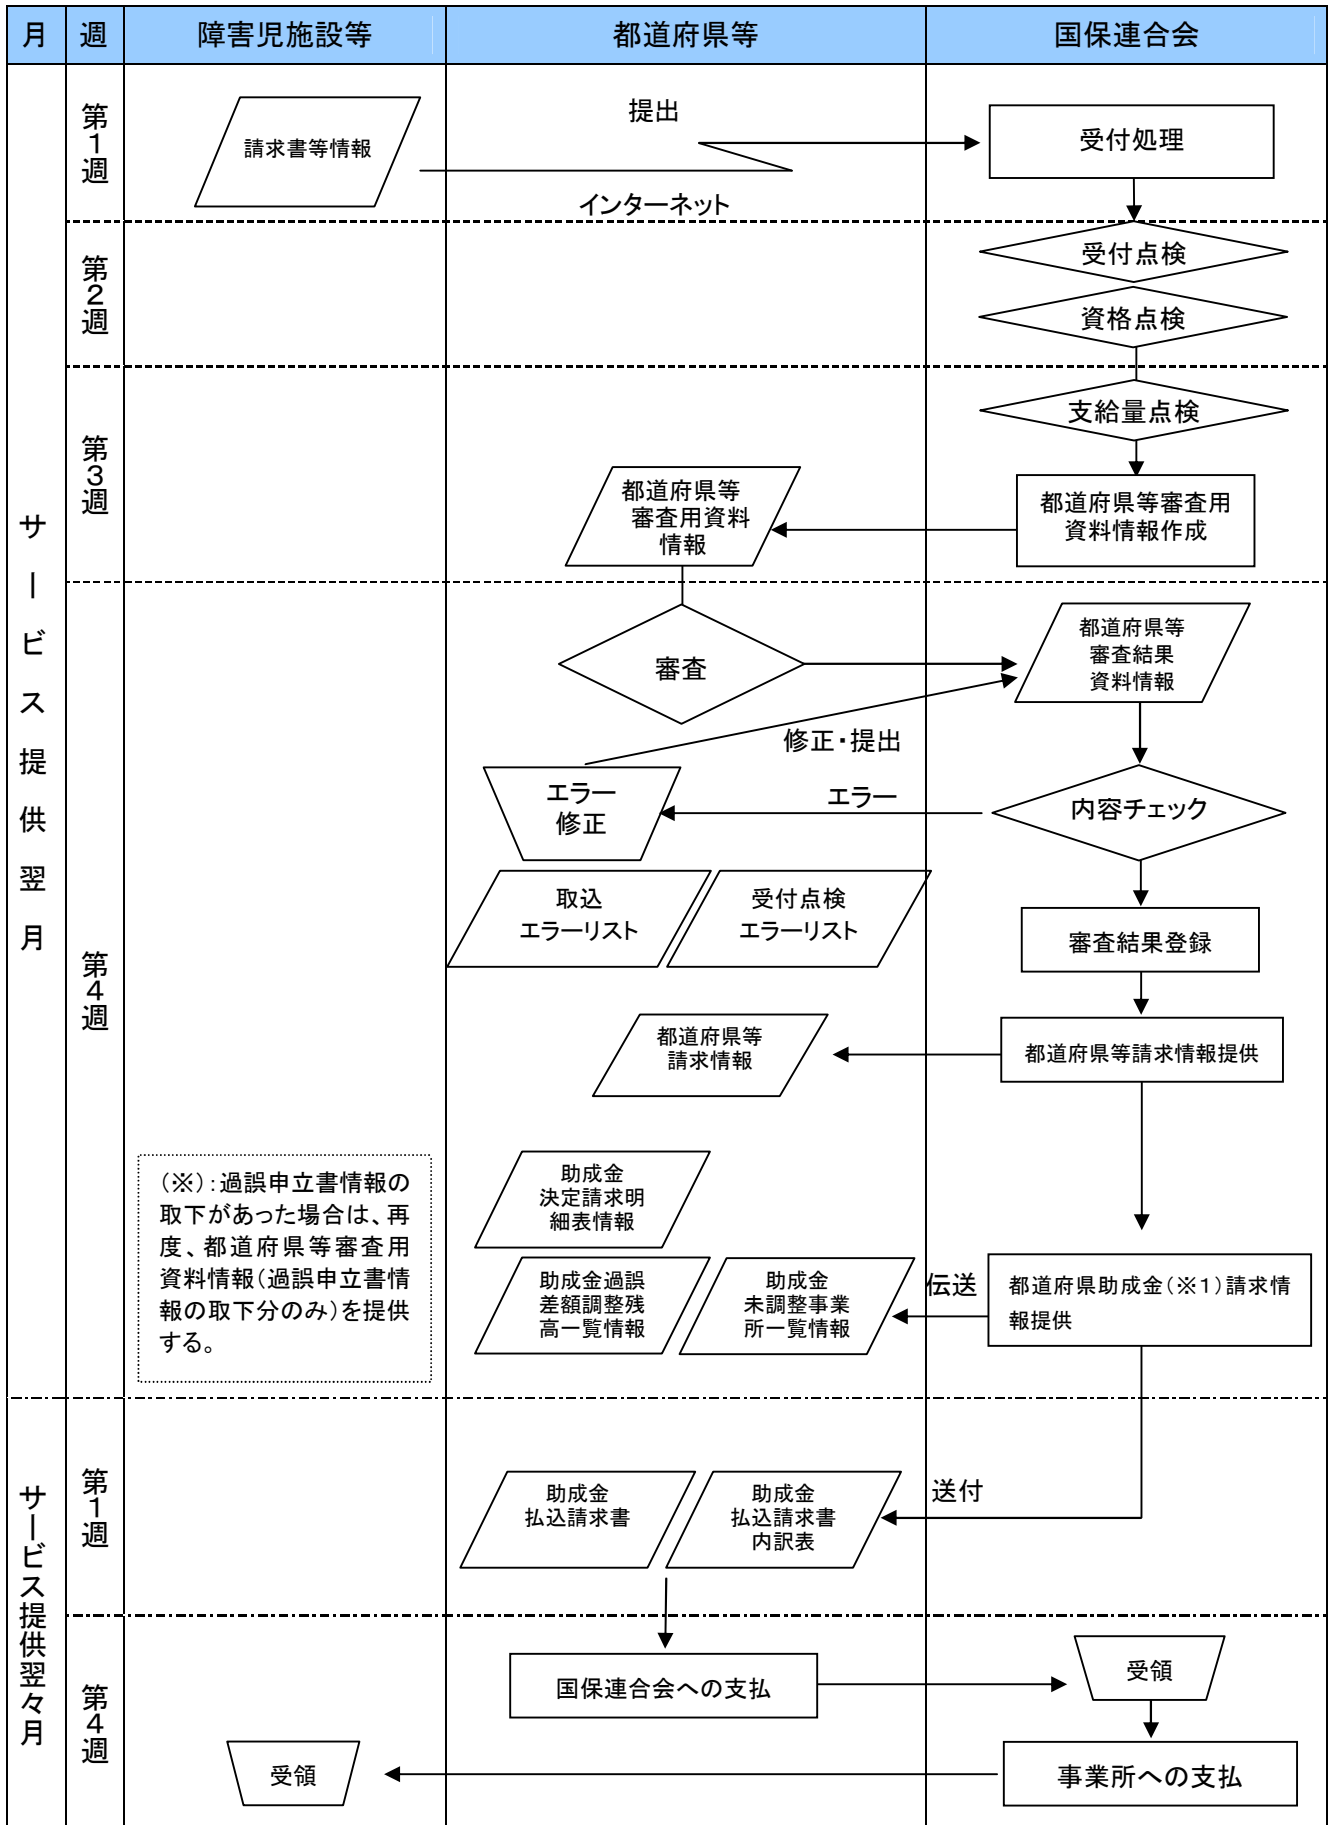 月
週
障害児施設等
都道府県等
国保連合会
サービス提供翌月
第1週
請求書等情報
提出
インターネット
受付処理
第2週
受付点検
資格点検
第3週
支給量点検
都道府県等
審査用資料
情報
都道府県等審査用
資料情報作成
第4週
審査
都道府県等
審査結果
資料情報
修正・提出
エラー
修正
エラー
内容チェック
取込
エラーリスト
受付点検
エラーリスト
審査結果登録
都道府県等
請求情報
都道府県等請求情報提供
(※):過誤申立書情報の
取下があった場合は、再
度、都道府県等審査用
資料情報(過誤申立書情
報の取下分のみ)を提供
する。
助成金
決定請求明
細表情報
助成金過誤
差額調整残
高一覧情報
助成金
未調整事業
所一覧情報
伝送
都道府県助成金(※1)請求情
報提供
サービス提供翌々月
第1週
助成金
払込請求書
助成金
払込請求書
内訳表
送付
第4週
国保連合会への支払
受領
受領
事業所への支払